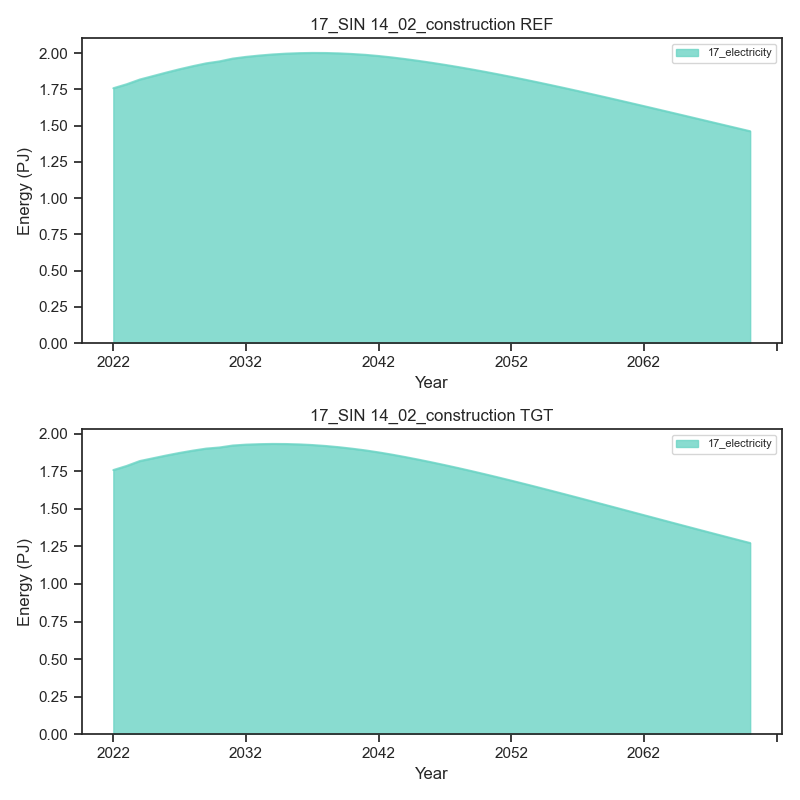 17_SIN 14_02_construction REF
17_electricity
2.00
1.75
1.50
1.25
1.00
0.75
0.50
0.25
0.00
Energy (PJ)
2022 2032 2042 2052 2062
Year
17_SIN 14_02_construction TGT
17_electricity
2.00
1.75
1.50
1.25
1.00
0.75
0.50
0.25
0.00
Energy (PJ)
2022 2032 2042 2052 2062
Year